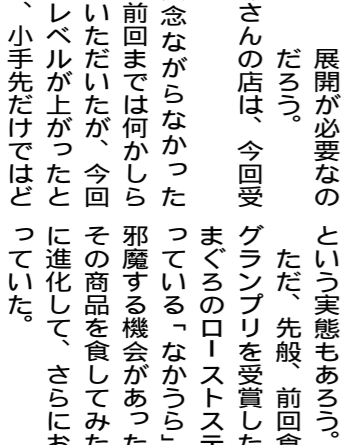 展開が必要なの
だろう。
さんの店は、今回受
念ながらなかった
前回までは何かしら
いただいたが、今回
レベルが上がったと
、小手先だけではど
という実態もあろう。
ただ、先般、前回食
グランプリを受賞した
まぐろのローストステ
っている「なかうら」
邪魔する機会があった
その商品を食してみた
に進化して、さらにお
っていた。